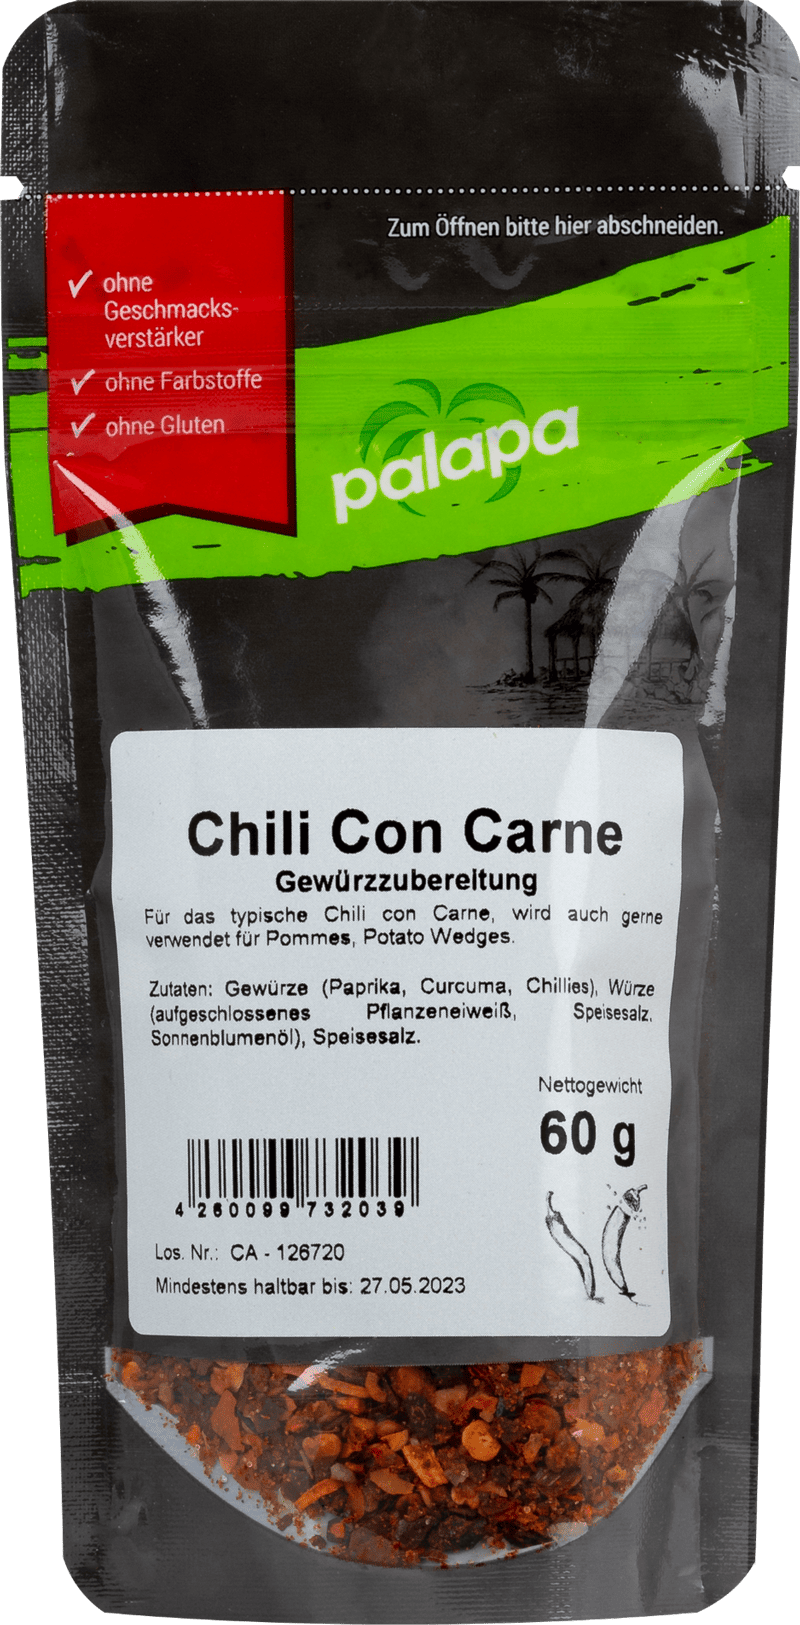 Zum Öffnen bitte hier abschneiden.
ohne
Geschmacks-
verstärker
ohne Farbstoffe
ohne Gluten
palapa
Chili Con Carne
Gewürzzubereitung
Für das typische Chili con Carne, wird auch gerne
verwendet für Pommes, Potato Wedges.
Zutaten: Gewürze (Paprika, Curcuma, Chillies), Würze
(aufgeschlossenes Pflanzeneiweiß, Speisesalz,
Sonnenblumenöl), Speisesalz.
Nettogewicht
60 g
4 260099 732039
Los. Nr.: CA - 126720
Mindestens haltbar bis: 27.05.2023